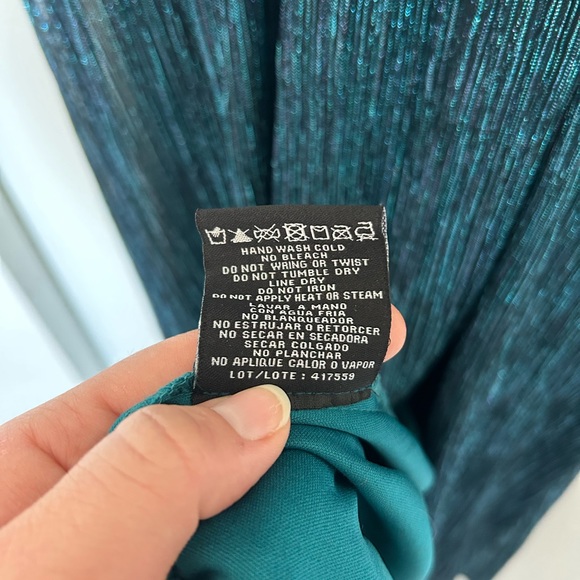 HAND WASH COLD
NO BLEACH
DO NOT WRING OR TWIST
DO NOT TUMBLE DRY
LINE DRY
DO NOT IRON
DO NOT APPLY HEAT OR STEAM
LAVAR A MANO
CON AGUA FRIA
NO BLANQUEADOR
NO ESTRUJAR O RETORCER
NO SECAR EN SECADORA
SECAR COLGADO
NO PLANCHAR
NO APLIQUE CALOR O VAPOR
LOT/LOTE: 417559